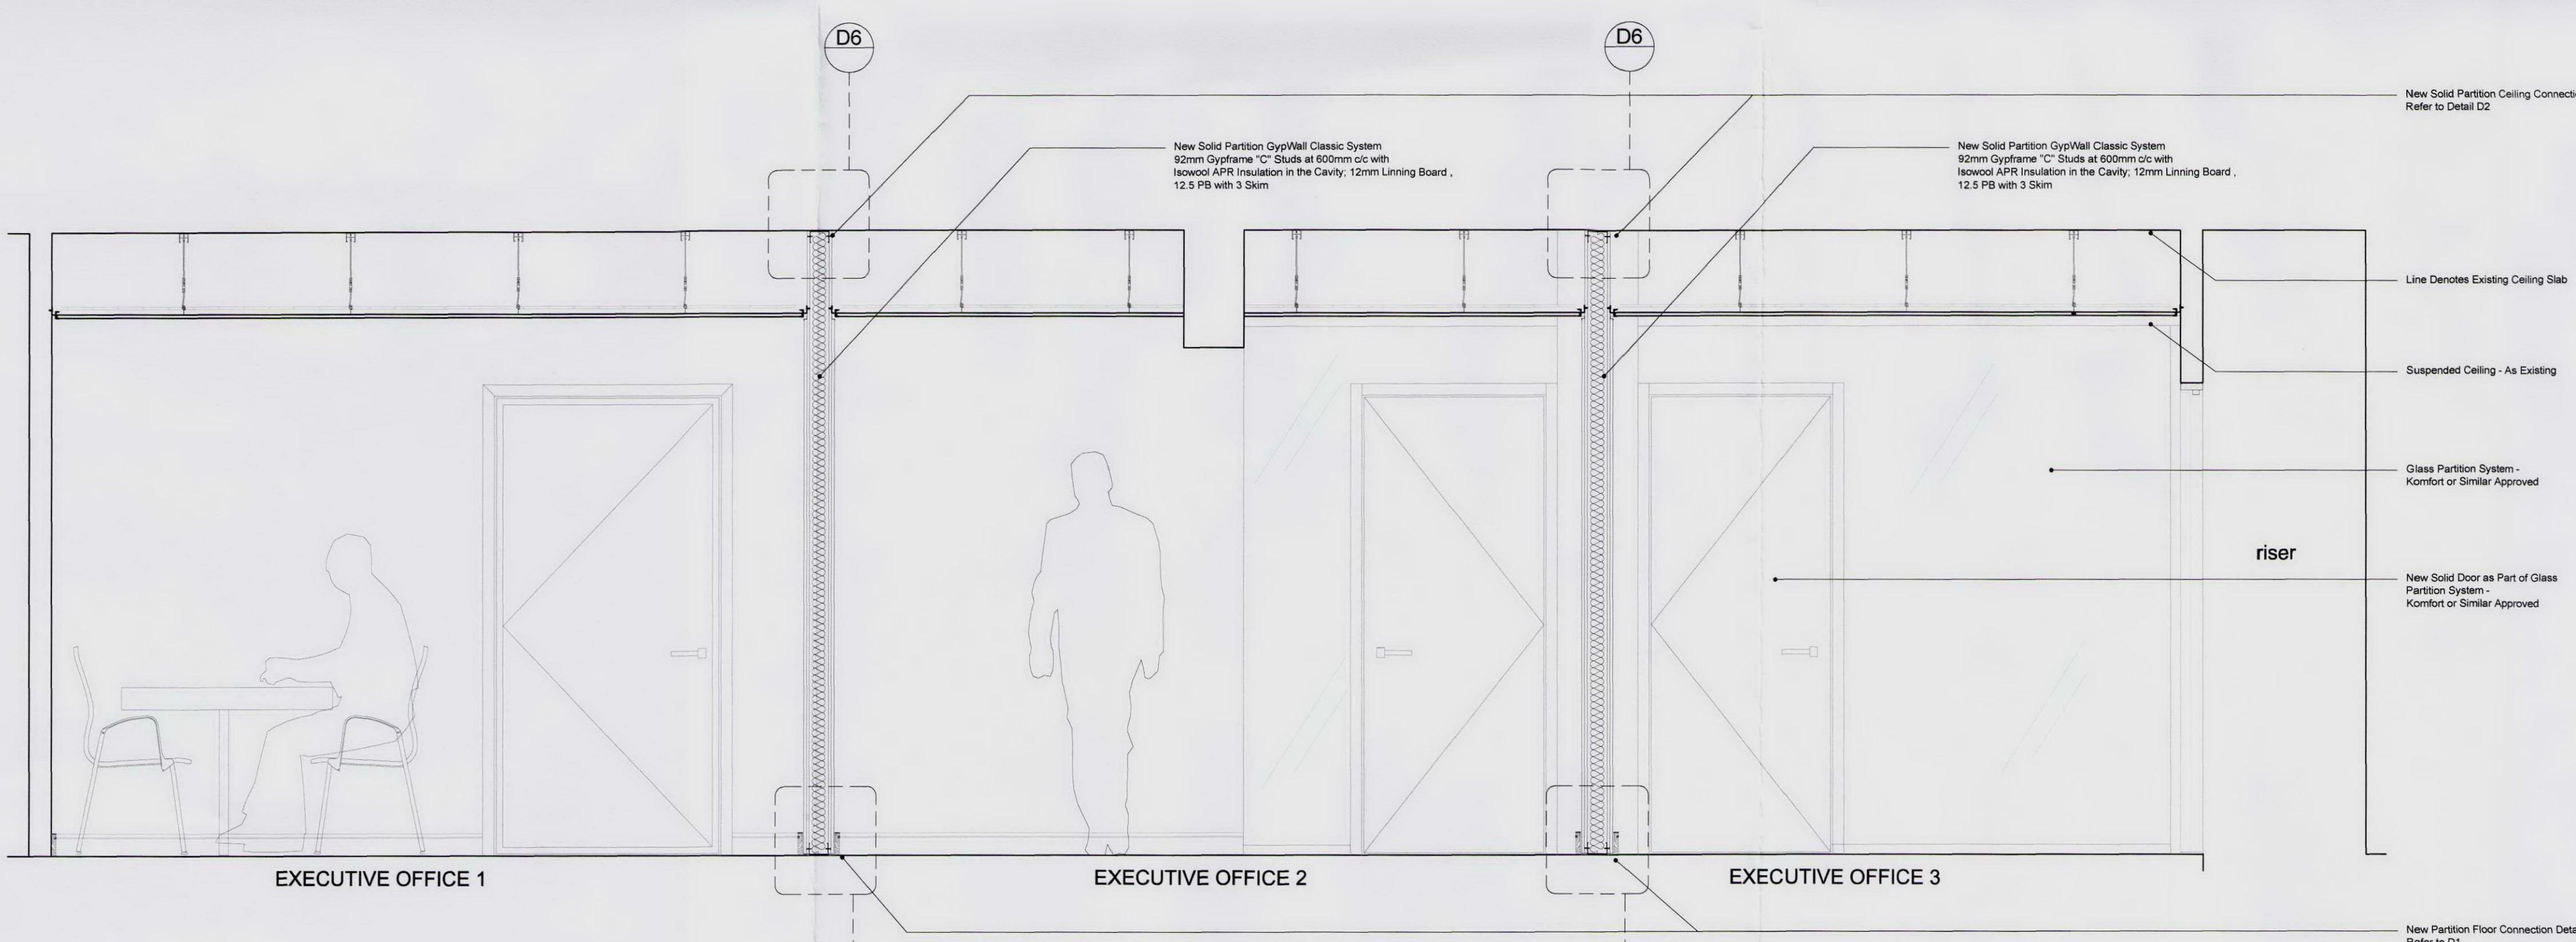 D6
D6
New Solid Partition Ceiling Connecti
Refer to Detail D2
New Solid Partition GypWall Classic System
92mm Gypframe "C" Studs at 600mm c/c with
Isowool APR Insulation in the Cavity; 12mm Linning Board ,
12.5 PB with 3 Skim
New Solid Partition GypWall Classic System
92mm Gypframe "C" Studs at 600mm c/c with
Isowool APR Insulation in the Cavity; 12mm Linning Board ,
12.5 PB with 3 Skim
Line Denotes Existing Ceiling Slab
Suspended Ceiling - As Existing
Glass Partition System -
Komfort or Similar Approved
riser
New Solid Door as Part of Glass
Partition System -
Komfort or Similar Approved
EXECUTIVE OFFICE 1
EXECUTIVE OFFICE 2
EXECUTIVE OFFICE 3
New Partition Floor Connection Deta
Refer to D1